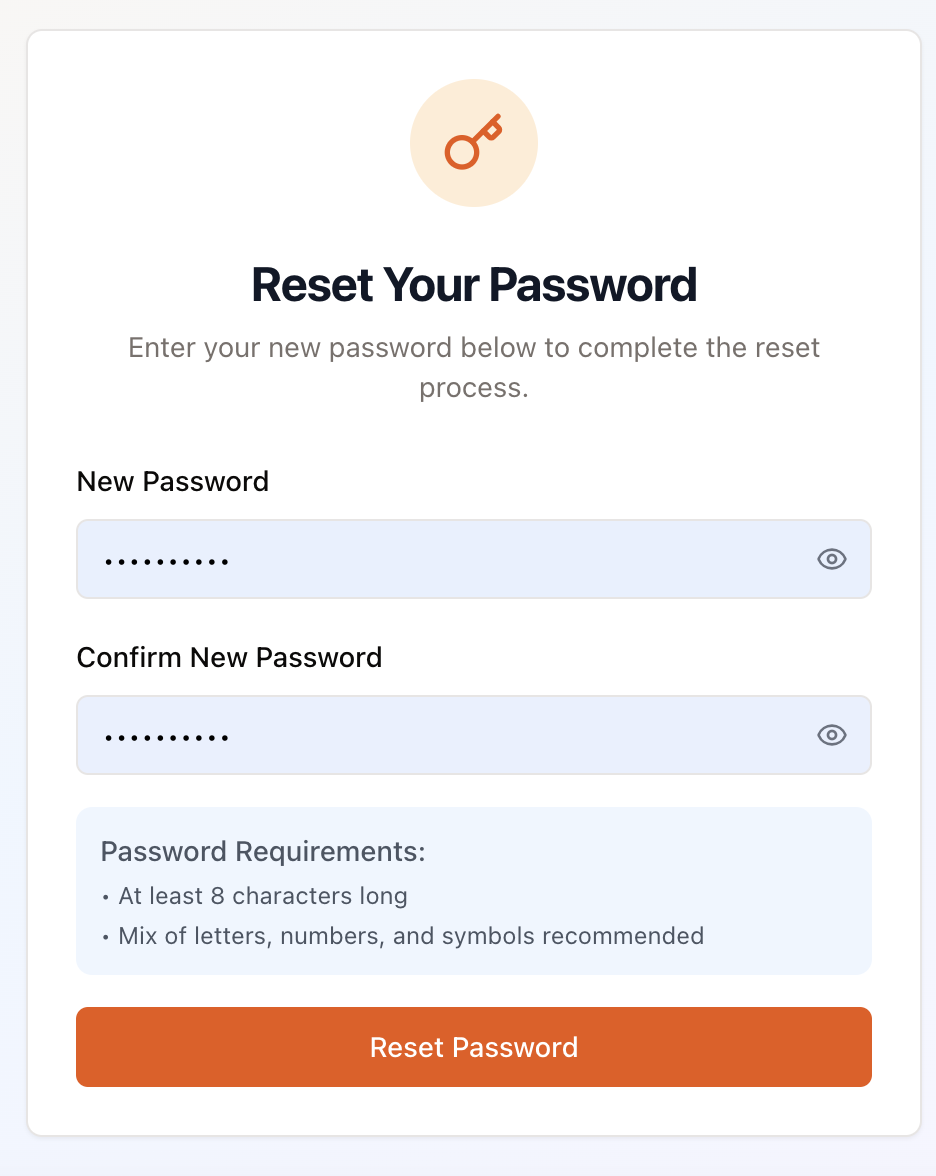 Reset Your Password
Enter your new password below to complete the reset
process.
New Password
••••••••••
Confirm New Password
••••••••••
Password Requirements:
• At least 8 characters long
• Mix of letters, numbers, and symbols recommended
Reset Password